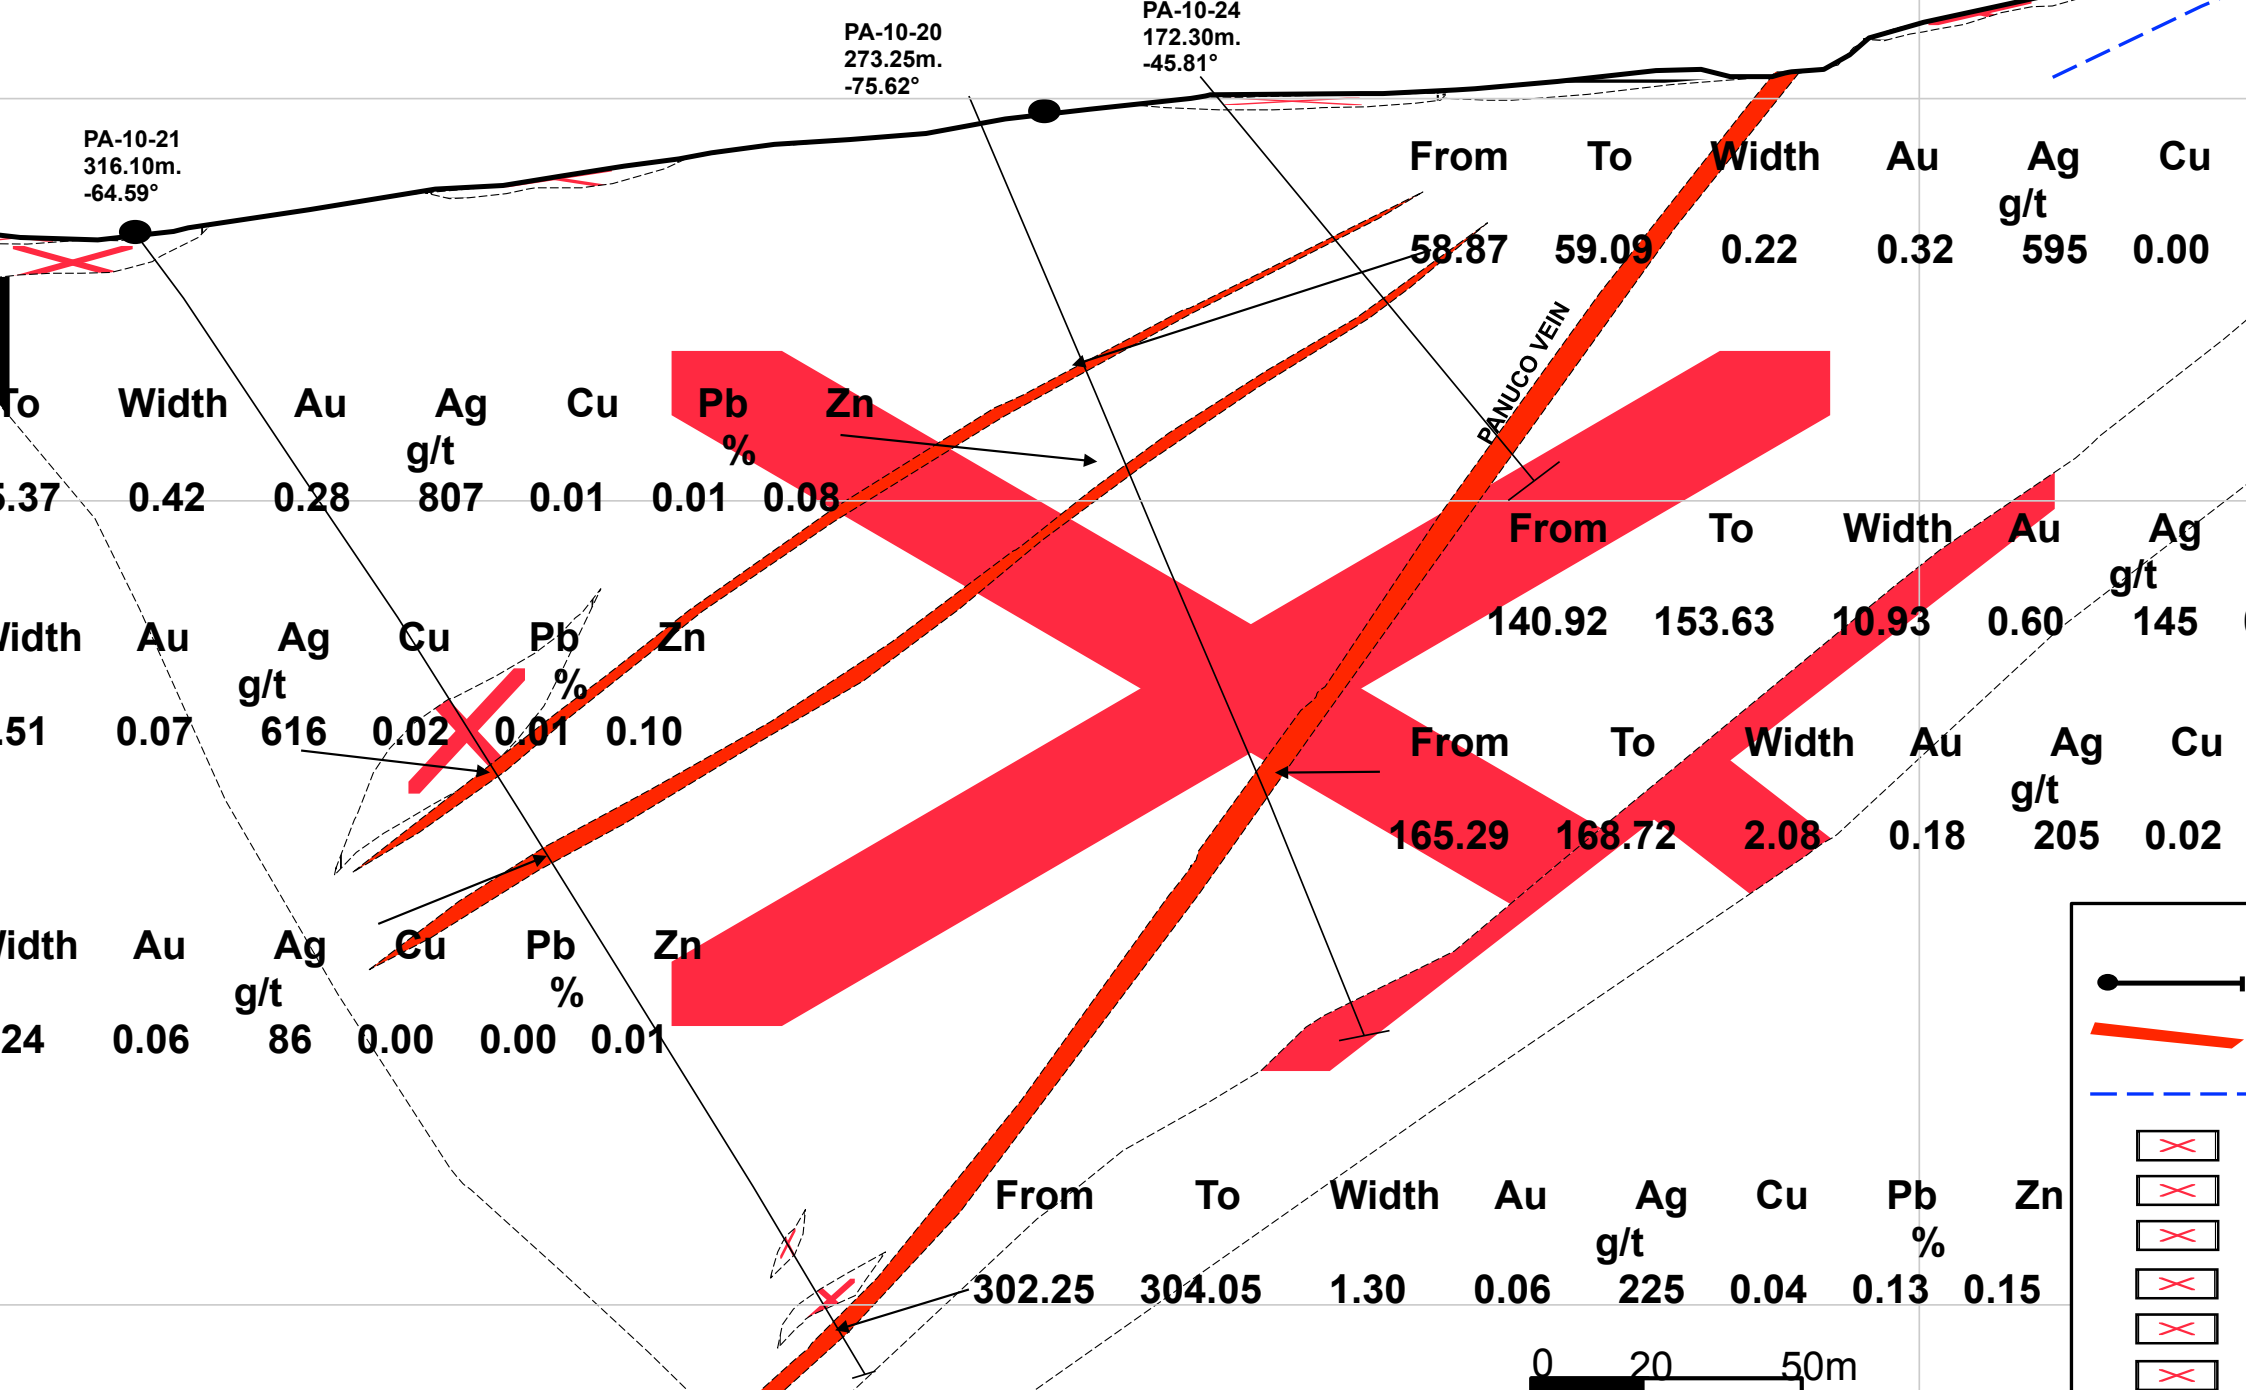 PA-10-24
172.30m.
-45.81°
PA-10-20
273.25m.
-75.62°
PA-10-21
316.10m.
-64.59°
From To Width Au Ag Cu
g/t
58.87 59.09 0.22 0.32 595 0.00
PANUCO VEIN
To Width Au Ag Cu Pb Zn
g/t %
5.37 0.42 0.28 807 0.01 0.01 0.08
From To Width Au Ag
g/t
140.92 153.63 10.93 0.60 145
Width Au Ag Cu Pb Zn
g/t %
.51 0.07 616 0.02 0.01 0.10
From To Width Au Ag Cu
g/t
165.29 168.72 2.08 0.18 205 0.02
Width Au Ag Cu Pb Zn
g/t %
24 0.06 86 0.00 0.00 0.01
From To Width Au Ag Cu Pb Zn
g/t %
302.25 304.05 1.30 0.06 225 0.04 0.13 0.15
0 20 50m